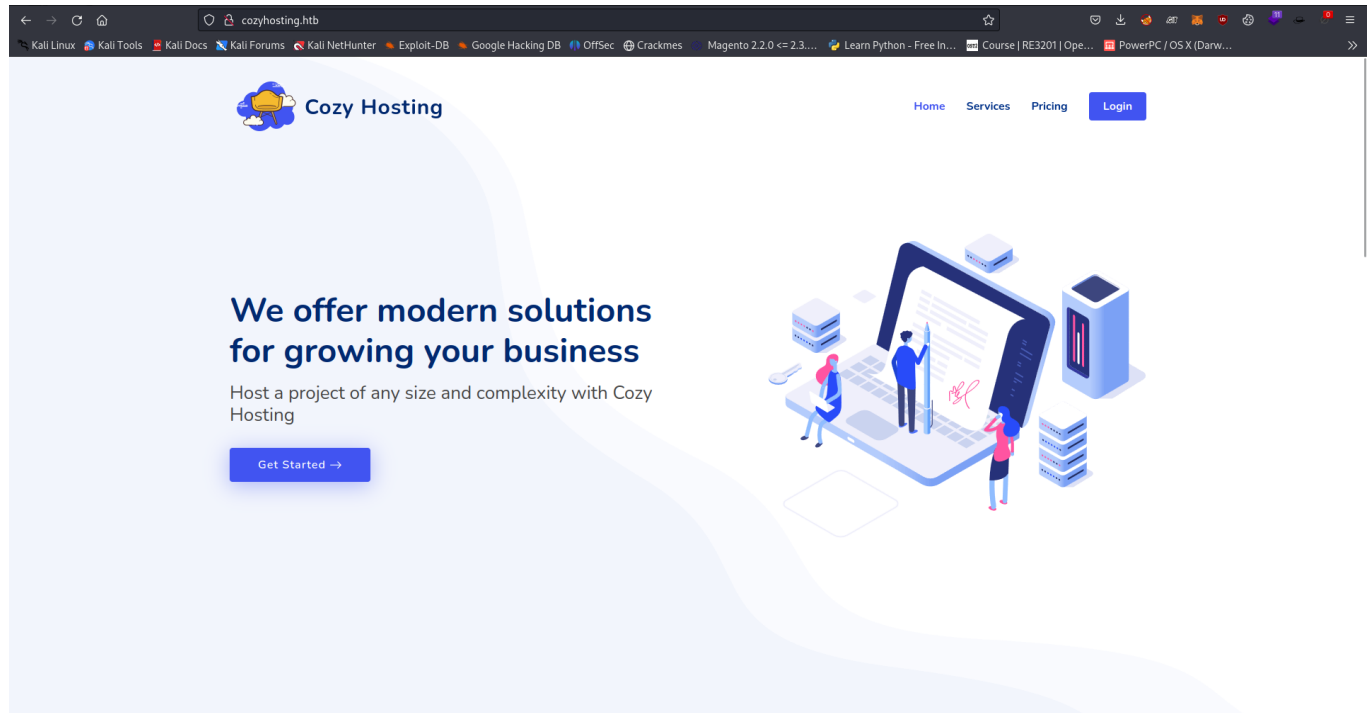 cozyhosting.htb
Kali Linux Kali Tools Kali Docs Kali Forums Kali NetHunter Exploit-DB Google Hacking DB OffSec Crackmes Magento 2.2.0 <= 2.3.... Learn Python - Free In... Course | RE3201 | Ope... PowerPC / OS X (Darw...
Cozy Hosting
Home Services Pricing Login
We offer modern solutions
for growing your business
Host a project of any size and complexity with Cozy
Hosting
Get Started →